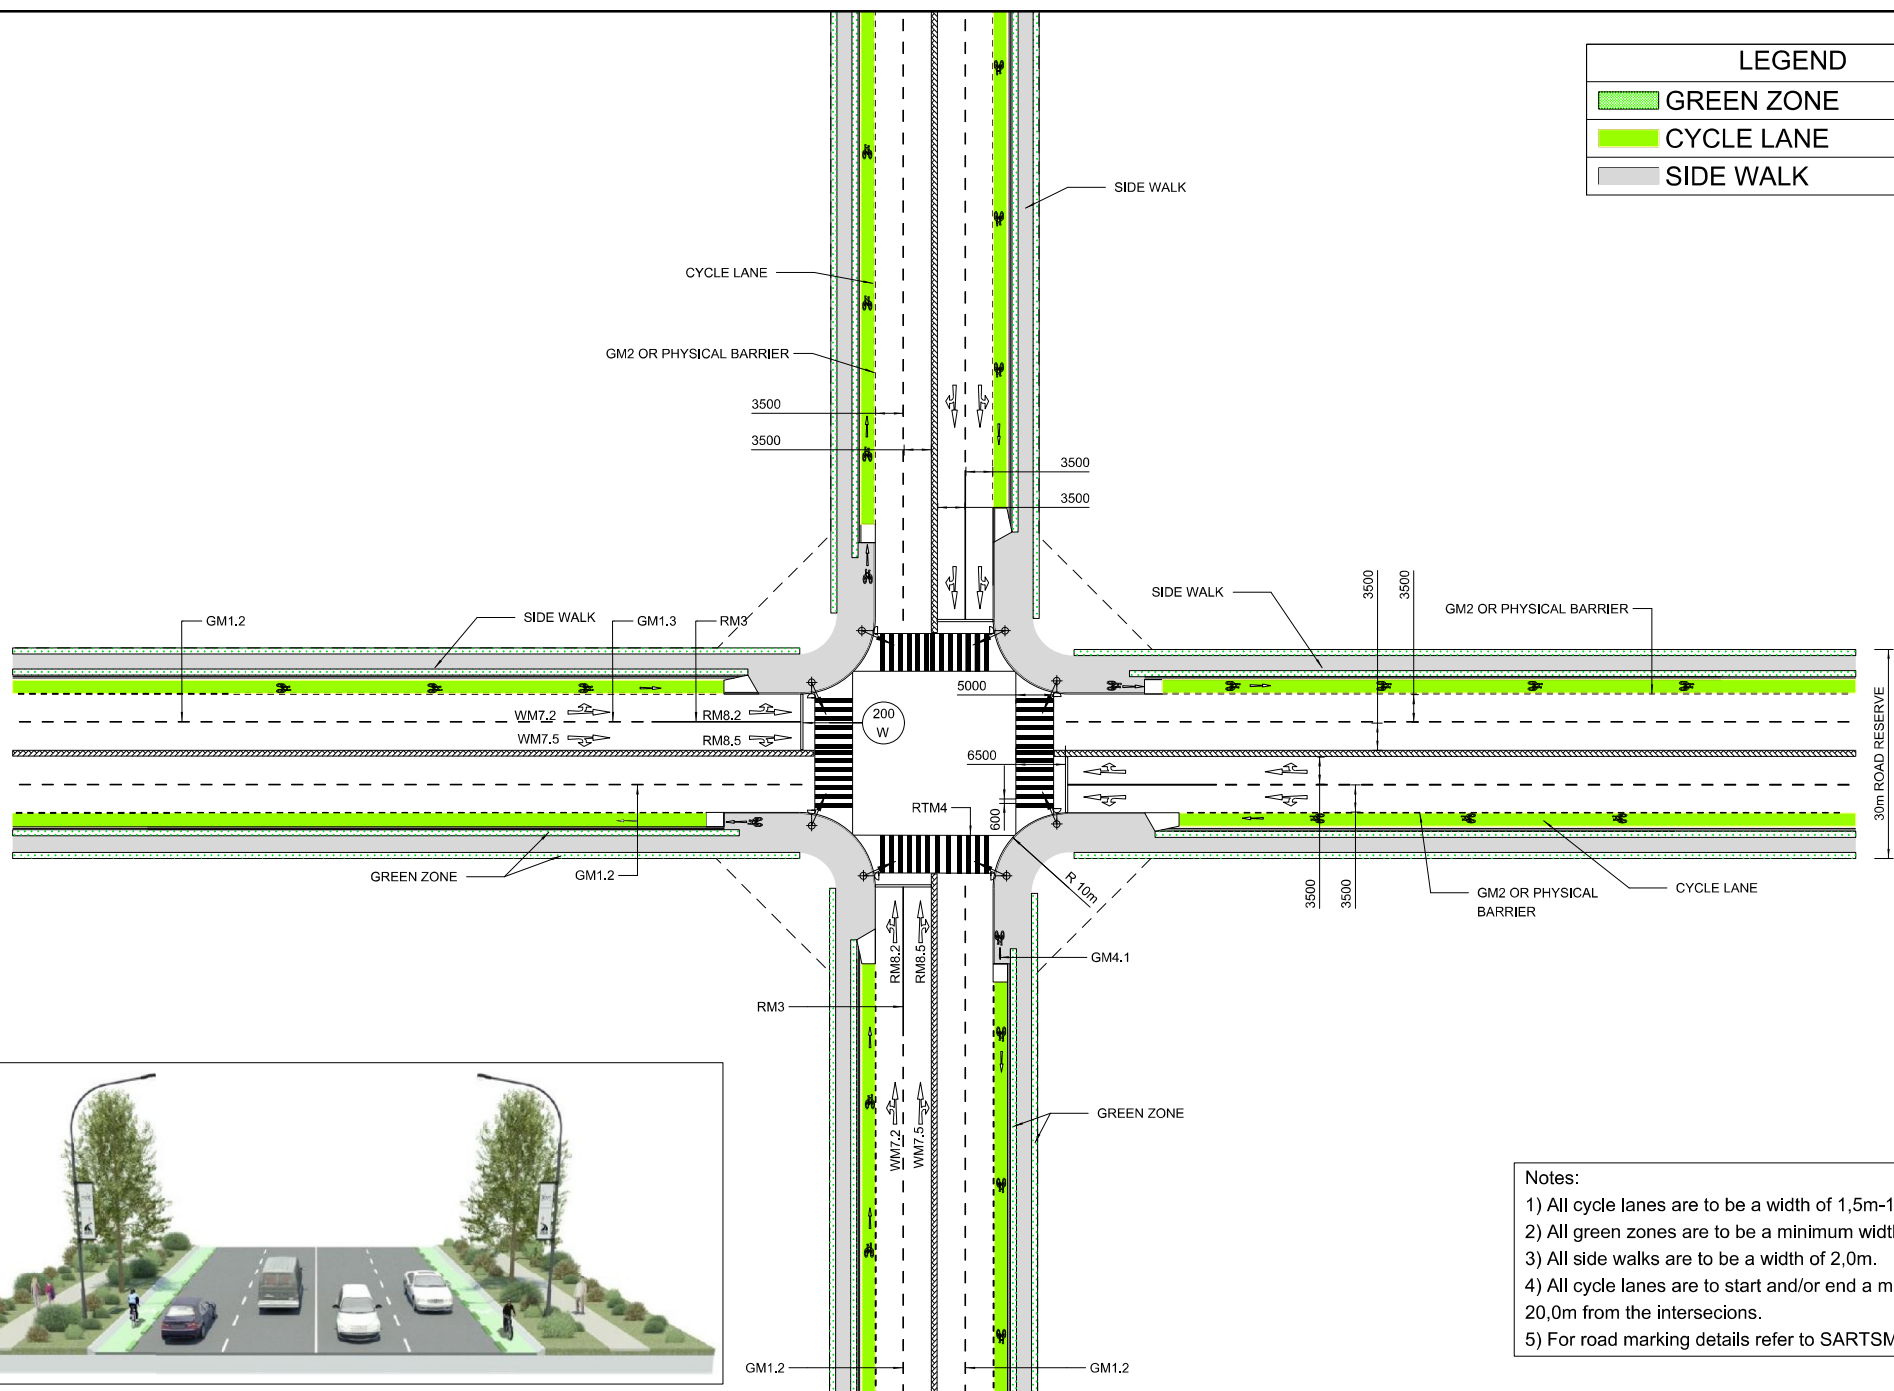 LEGEND
GREEN ZONE
CYCLE LANE
SIDE WALK
SIDE WALK
CYCLE LANE
GM2 OR PHYSICAL BARRIER
3500
3500
3500
3500
GM1.2
SIDE WALK
GM1.3
RM3
SIDE WALK
3500
3500
GM2 OR PHYSICAL BARRIER
WM7.2
RM8.2
WM7.5
RM8.5
200
W
5000
6500
600
RTM4
30m ROAD RESERVE
GREEN ZONE
GM1.2
R 10m
3500
3500
GM2 OR PHYSICAL
BARRIER
CYCLE LANE
RM8.2
RM8.5
GM4.1
RM3
WM7.2
WM7.5
GREEN ZONE
GM1.2
GM1.2
Notes:
1) All cycle lanes are to be a width of 1,5m-1
2) All green zones are to be a minimum width
3) All side walks are to be a width of 2,0m.
4) All cycle lanes are to start and/or end a m
20,0m from the intersecions.
5) For road marking details refer to SARTSM